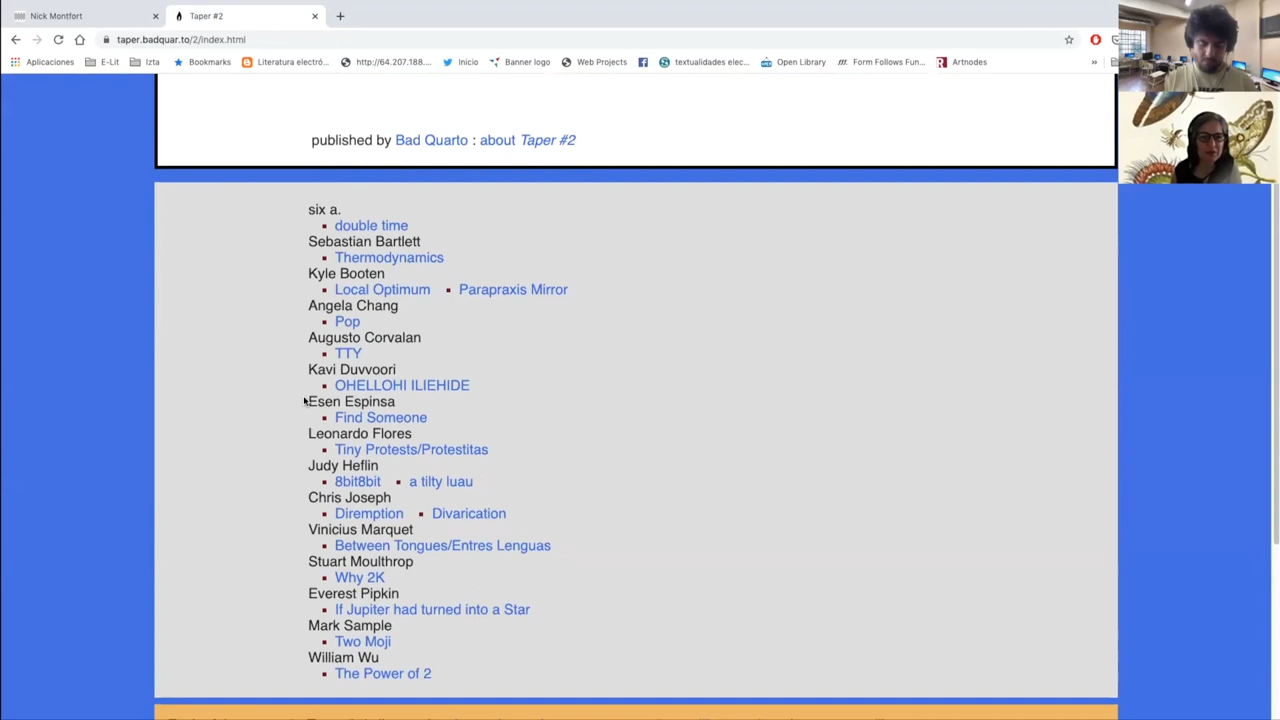 Nick Montfort
Taper #2
taper.badquar.to/2/index.html
Aplicaciones E-Lit Izta Bookmarks Literatura electró... http://64.207.188.... Inicio Banner logo Web Projects textualidades elec... Open Library Form Follows Fun... Artnodes »
published by Bad Quarto : about Taper #2
six a.
double time
Sebastian Bartlett
Thermodynamics
Kyle Booten
Local Optimum Parapraxis Mirror
Angela Chang
Pop
Augusto Corvalan
TTY
Kavi Duvvoori
OHELLOHI ILIEHIDE
Esen Espinsa
Find Someone
Leonardo Flores
Tiny Protests/Protestitas
Judy Heflin
8bit8bit a tilty luau
Chris Joseph
Diremption Divarication
Vinicius Marquet
Between Tongues/Entres Lenguas
Stuart Moulthrop
Why 2K
Everest Pipkin
If Jupiter had turned into a Star
Mark Sample
Two Moji
William Wu
The Power of 2